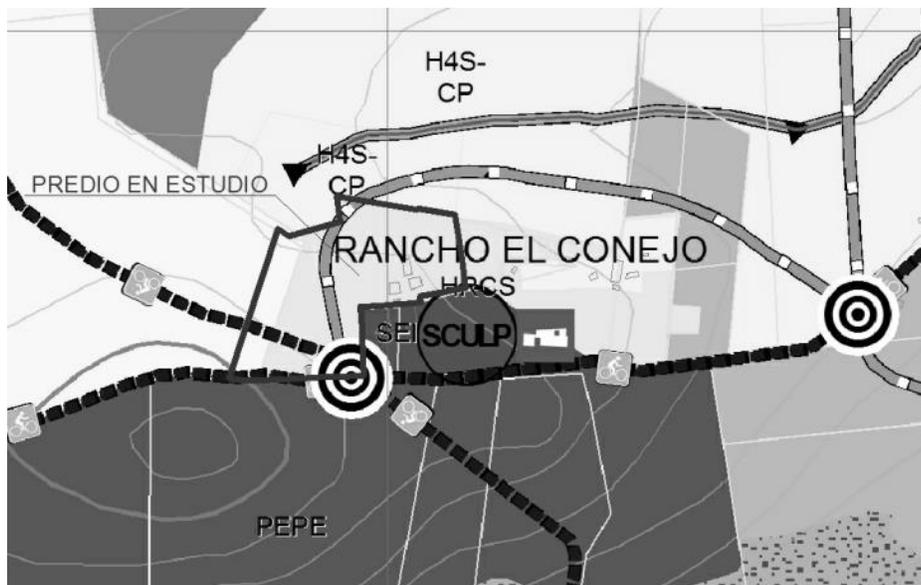 H4S-
CP
H4S-
CP
PREDIO EN ESTUDIO
RANCHO EL CONEJO
HRCS
SEI
SCULP
PEPE